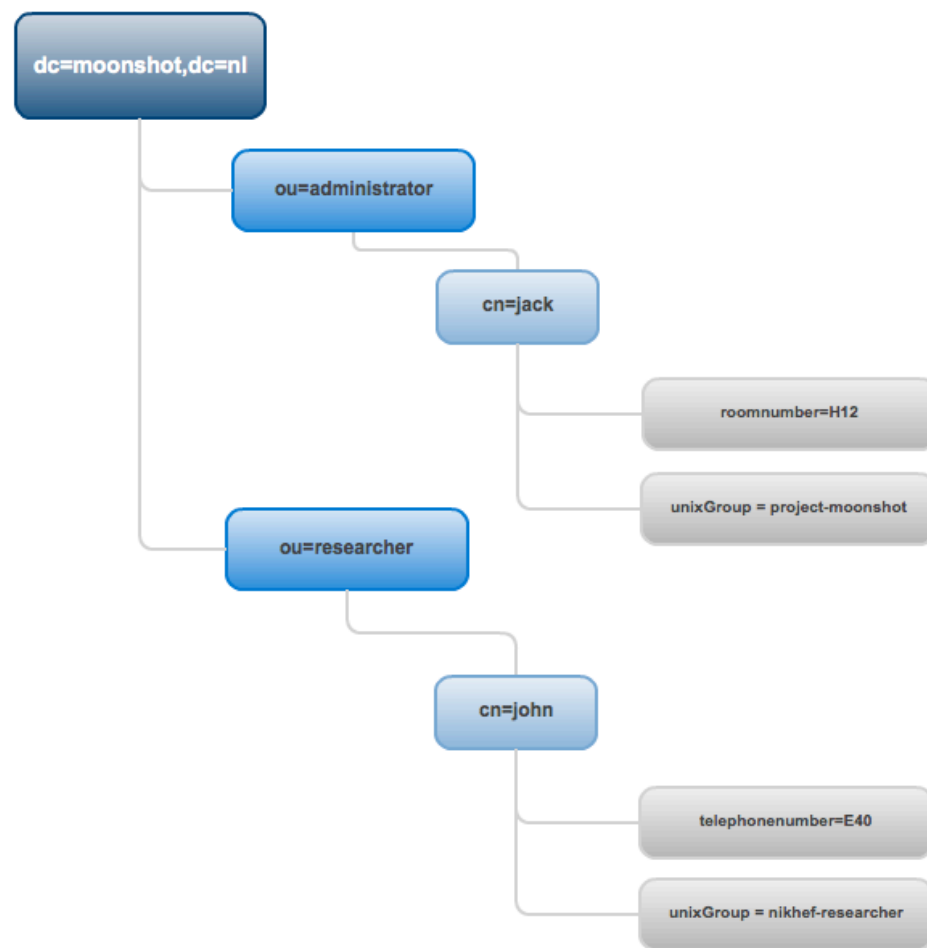 dc=moonshot,dc=nl
ou=administrator
cn=jack
roomnumber=H12
unixGroup = project-moonshot
ou=researcher
cn=john
telephonenumber=E40
unixGroup = nikhef-researcher